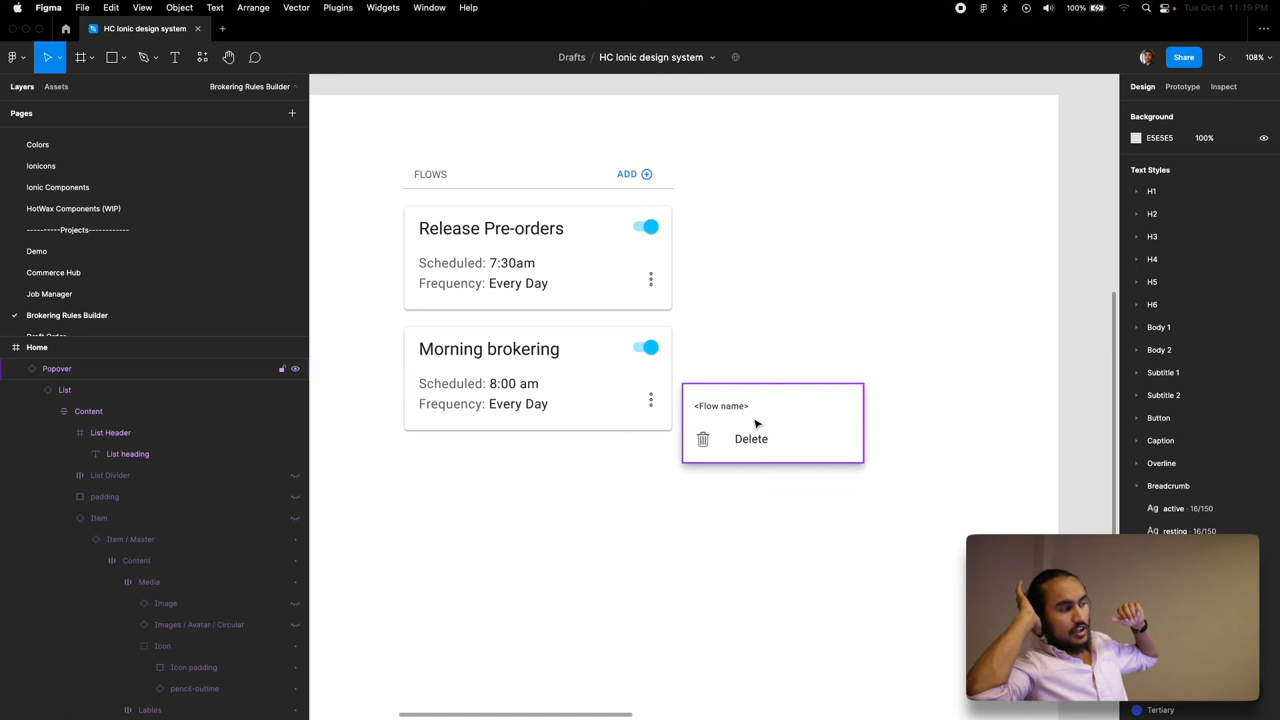 Figma File Edit View Object Text Arrange Vector Plugins Widgets Window Help 100% Tue Oct 4 11:19 PM
HC Ionic design system
Drafts / HC Ionic design system Share 108%
Layers Assets Brokering Rules Builder
Design Prototype Inspect
Pages
Colors
Ionicons
Ionic Components
HotWax Components (WIP)
----------Projects------------
Demo
Commerce Hub
Job Manager
Brokering Rules Builder
Draft Order
Home
Popover
List
Content
List Header
List heading
List Divider
padding
Item
Item / Master
Content
Media
Image
Images / Avatar / Circular
Icon
Icon padding
pencil-outline
Lables
FLOWS ADD
Release Pre-orders
Scheduled: 7:30am
Frequency: Every Day
Morning brokering
Scheduled: 8:00 am
Frequency: Every Day
<Flow name>
Delete
Background
E5E5E5 100%
Text Styles
H1
H2
H3
H4
H5
H6
Body 1
Body 2
Subtitle 1
Subtitle 2
Button
Caption
Overline
Breadcrumb
Ag active · 16/150
Ag resting · 16/150
Tertiary